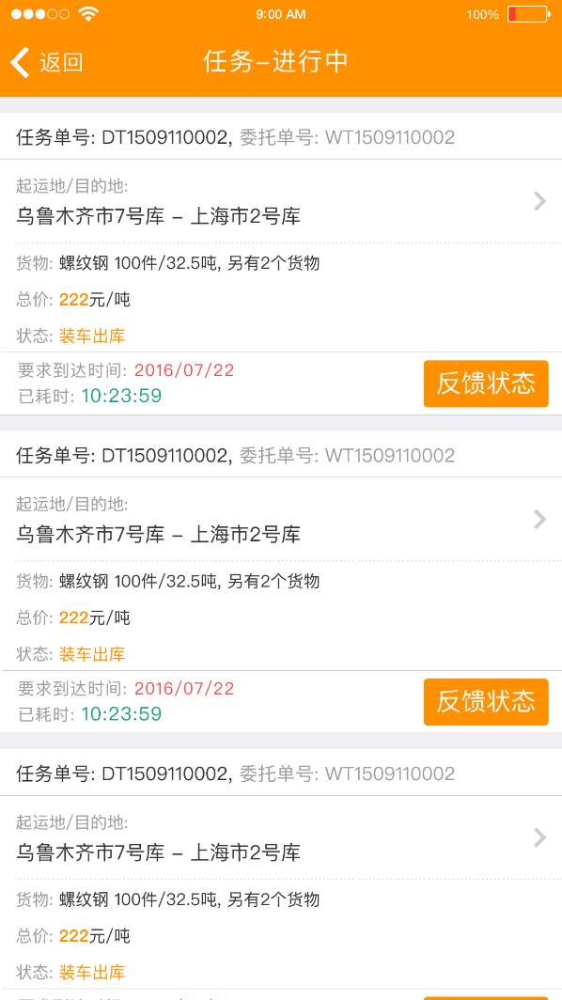 9:00 AM 100%
返回 任务-进行中
任务单号: DT1509110002, 委托单号: WT1509110002
起运地/目的地:
乌鲁木齐市7号库 - 上海市2号库
货物: 螺纹钢 100件/32.5吨, 另有2个货物
总价: 222元/吨
状态: 装车出库
要求到达时间: 2016/07/22
已耗时: 10:23:59
反馈状态
任务单号: DT1509110002, 委托单号: WT1509110002
起运地/目的地:
乌鲁木齐市7号库 - 上海市2号库
货物: 螺纹钢 100件/32.5吨, 另有2个货物
总价: 222元/吨
状态: 装车出库
要求到达时间: 2016/07/22
已耗时: 10:23:59
反馈状态
任务单号: DT1509110002, 委托单号: WT1509110002
起运地/目的地:
乌鲁木齐市7号库 - 上海市2号库
货物: 螺纹钢 100件/32.5吨, 另有2个货物
总价: 222元/吨
状态: 装车出库